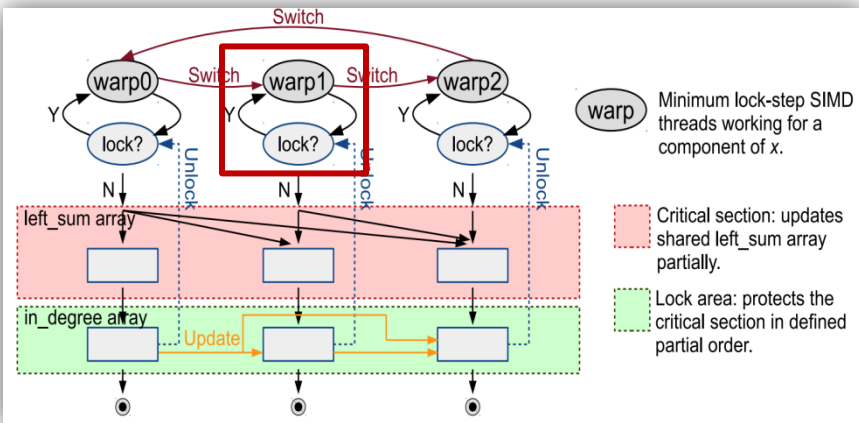 Switch
warp0
Switch
warp1
Switch
warp2
Y
lock?
Y
lock?
Y
lock?
Unlock
Unlock
Unlock
N
N
N
left_sum array
in_degree array
Update
warp
Minimum lock-step SIMD
threads working for a
component of x.
Critical section: updates
shared left_sum array
partially.
Lock area: protects the
critical section in defined
partial order.